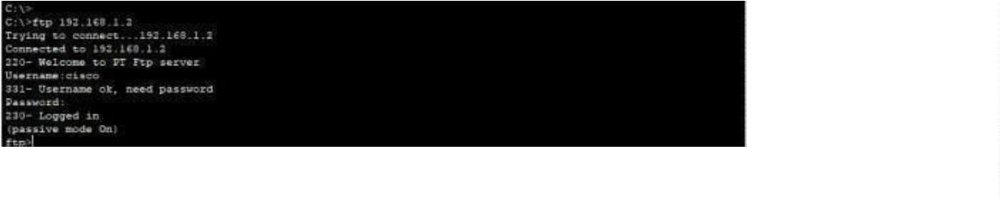 C:\>
C:\>ftp 192.168.1.2
Trying to connect...192.168.1.2
Connected to 192.168.1.2
220- Welcome to PT Ftp server
Username:cisco
331- Username ok, need password
Password:
230- Logged in
(passive mode On)
ftp>